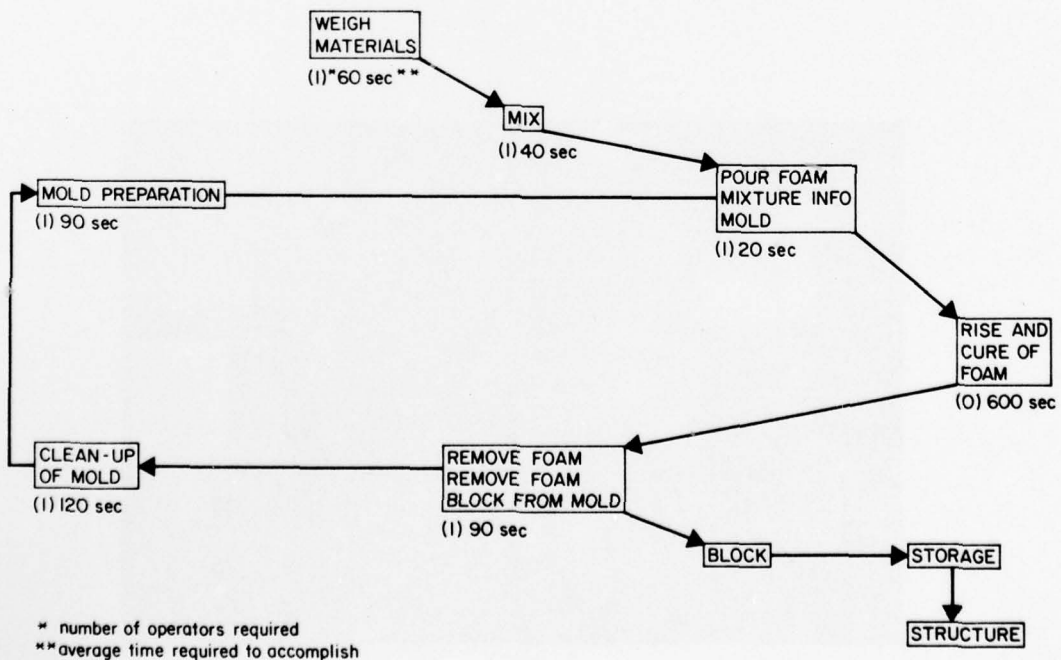 WEIGH
MATERIALS
(1)*60 sec**
MIX
(1) 40 sec
POUR FOAM
MIXTURE INFO
MOLD
(1) 20 sec
MOLD PREPARATION
(1) 90 sec
RISE AND
CURE OF
FOAM
(0) 600 sec
CLEAN-UP
OF MOLD
(1) 120 sec
REMOVE FOAM
REMOVE FOAM
BLOCK FROM MOLD
(1) 90 sec
BLOCK
STORAGE
STRUCTURE
* number of operators required
**average time required to accomplish